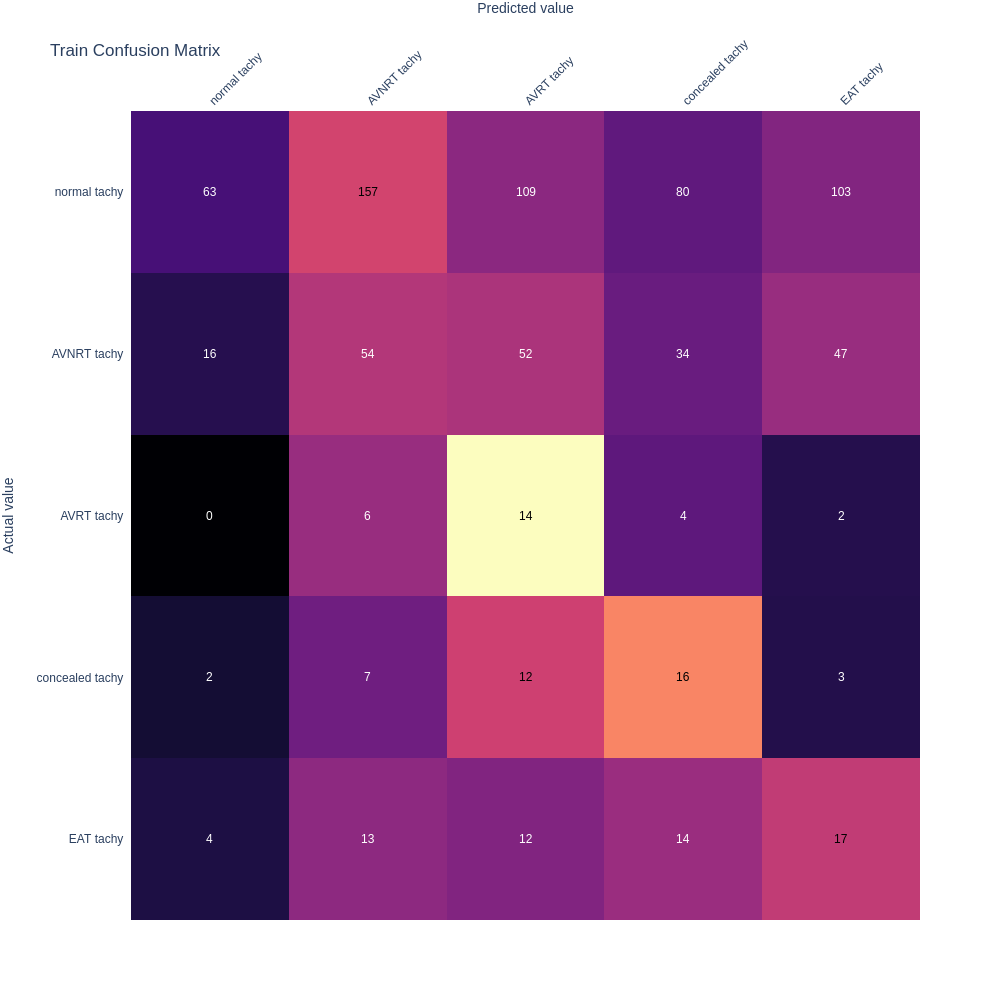 Predicted value
Train Confusion Matrix
normal tachy AVNRT tachy AVRT tachy concealed tachy EAT tachy
normal tachy 63 157 109 80 103
AVNRT tachy 16 54 52 34 47
Actual value
AVRT tachy 0 6 14 4 2
concealed tachy 2 7 12 16 3
EAT tachy 4 13 12 14 17